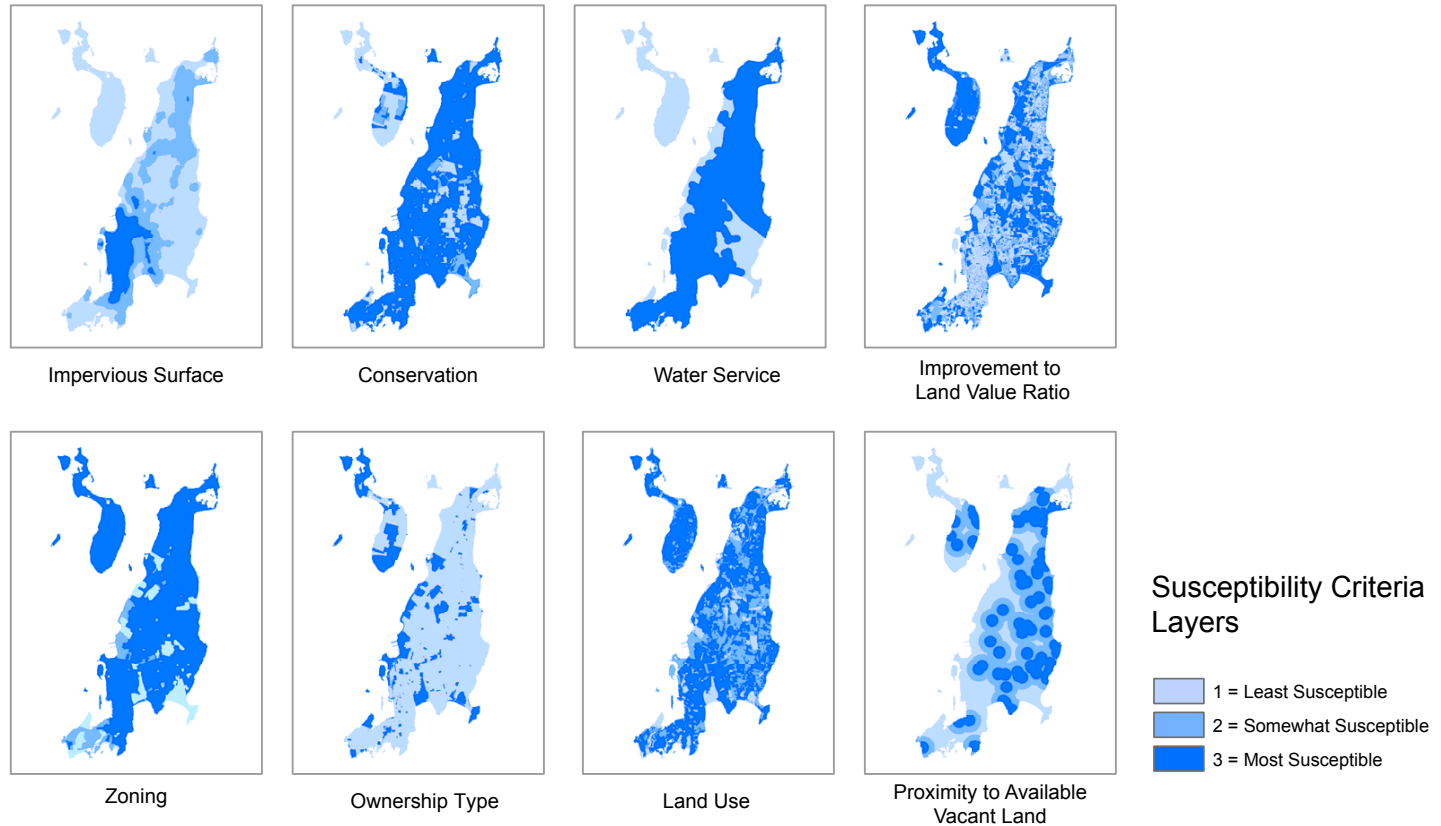 Impervious Surface
Conservation
Water Service
Improvement to
Land Value Ratio
Zoning
Ownership Type
Land Use
Proximity to Available
Vacant Land
Susceptibility Criteria
Layers
1 = Least Susceptible
2 = Somewhat Susceptible
3 = Most Susceptible